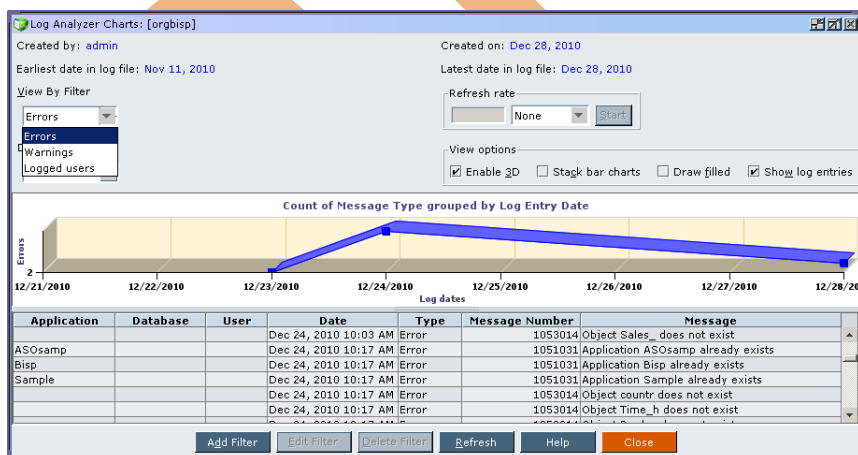 Log Analyzer Charts: [orgbisp]
Created by: admin
Created on: Dec 28, 2010
Earliest date in log file: Nov 11, 2010
Latest date in log file: Dec 28, 2010
View By Filter
Refresh rate
Errors
None
Start
Errors
Warnings
Logged users
View options
Enable 3D
Stack bar charts
Draw filled
Show log entries
Count of Message Type grouped by Log Entry Date
Errors
2
12/21/2010 12/22/2010 12/23/2010 12/24/2010 12/25/2010 12/26/2010 12/27/2010 12/28/20
Log dates
Application Database User Date Type Message Number Message
Dec 24, 2010 10:03 AM Error 1053014 Object Sales_ does not exist
ASOsamp Dec 24, 2010 10:17 AM Error 1051031 Application ASOsamp already exists
Bisp Dec 24, 2010 10:17 AM Error 1051031 Application Bisp already exists
Sample Dec 24, 2010 10:17 AM Error 1051031 Application Sample already exists
Dec 24, 2010 10:17 AM Error 1053014 Object countr does not exist
Dec 24, 2010 10:17 AM Error 1053014 Object Time_h does not exist
Add Filter Edit Filter Delete Filter Refresh Help Close